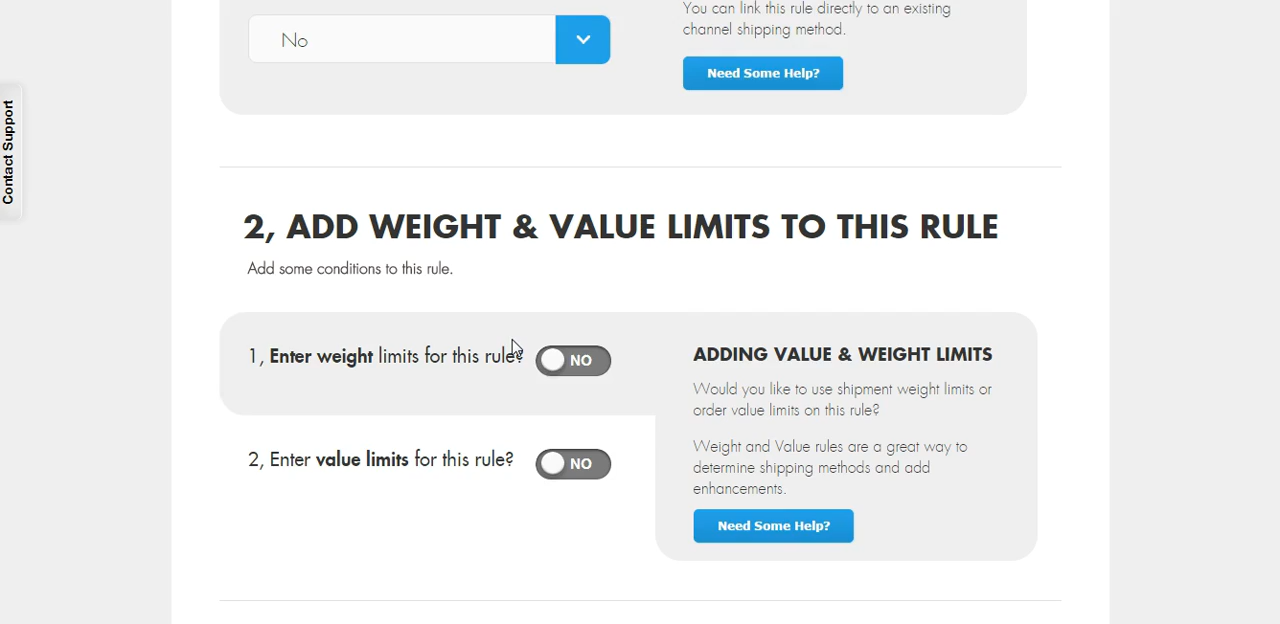 You can link this rule directly to an existing
channel shipping method.
No
Need Some Help?
Contact Support
2, ADD WEIGHT & VALUE LIMITS TO THIS RULE
Add some conditions to this rule.
1, Enter weight limits for this rule?
NO
ADDING VALUE & WEIGHT LIMITS
Would you like to use shipment weight limits or
order value limits on this rule?
Weight and Value rules are a great way to
determine shipping methods and add
enhancements.
Need Some Help?
2, Enter value limits for this rule?
NO